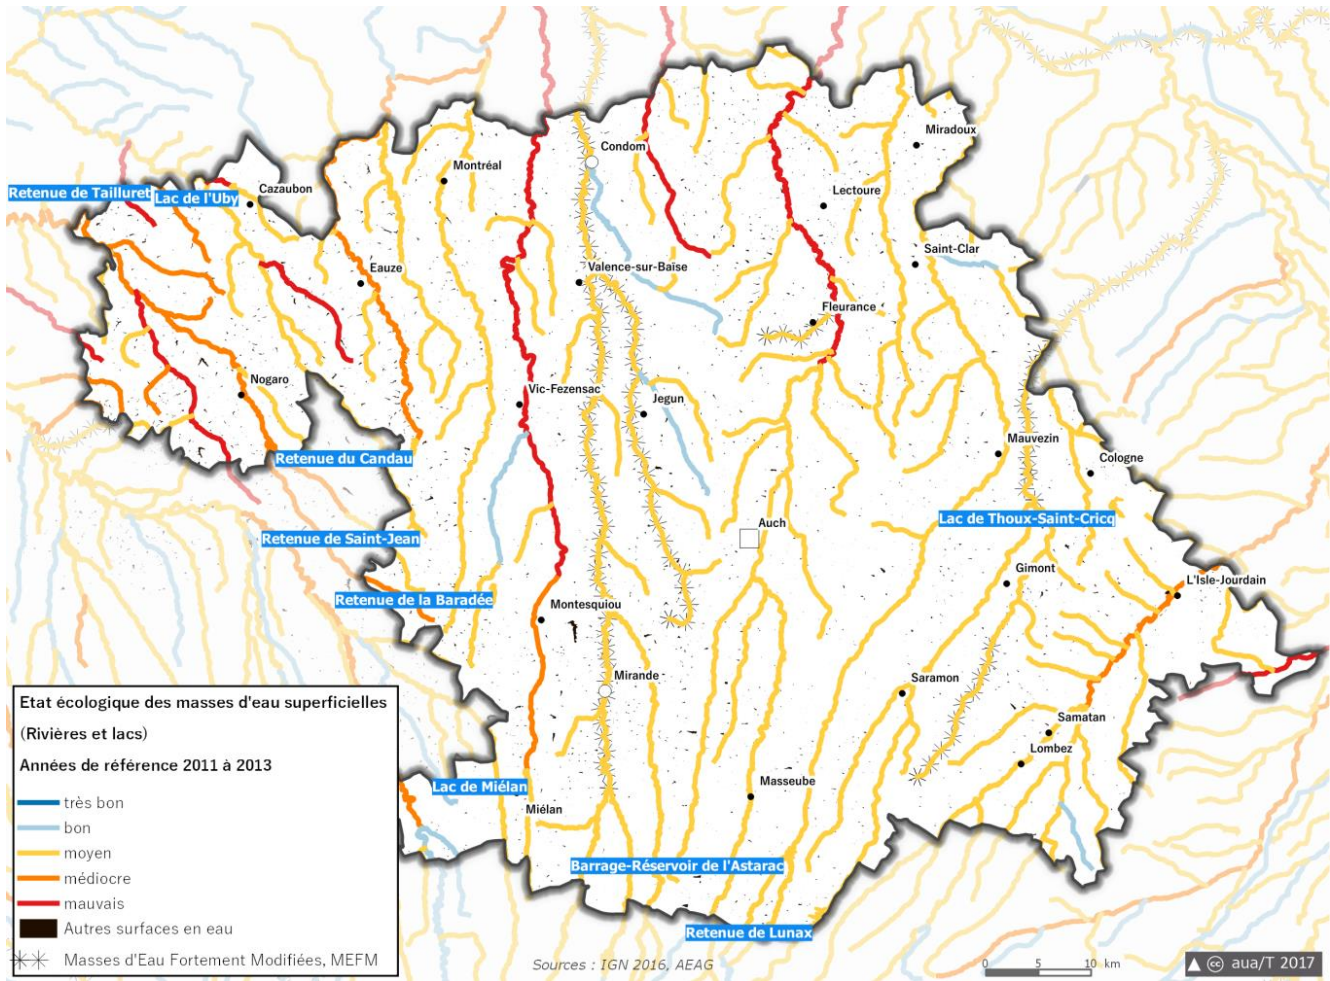 Miradoux
Condom
Montréal
Retenue de Tailluret
Lac de l'Uby
Cazaubon
Lectoure
Saint-Clar
Eauze
Valence-sur-Baïse
Fleurance
Nogaro
Vic-Fezensac
Jegun
Mauvezin
Cologne
Retenue du Candau
Auch
Lac de Thoux-Saint-Cricq
Retenue de Saint-Jean
Gimont
L'Isle-Jourdain
Retenue de la Baradée
Montesquiou
Mirande
Saramon
Samatan
Lombez
Lac de Miélan
Masseube
Miélan
Barrage-Réservoir de l'Astarac
Retenue de Lunax
Etat écologique des masses d'eau superficielles
(Rivières et lacs)
Années de référence 2011 à 2013
très bon
bon
moyen
médiocre
mauvais
Autres surfaces en eau
Masses d'Eau Fortement Modifiées, MEFM
Sources : IGN 2016, AEAG
0 5 10 km
cc aua/T 2017